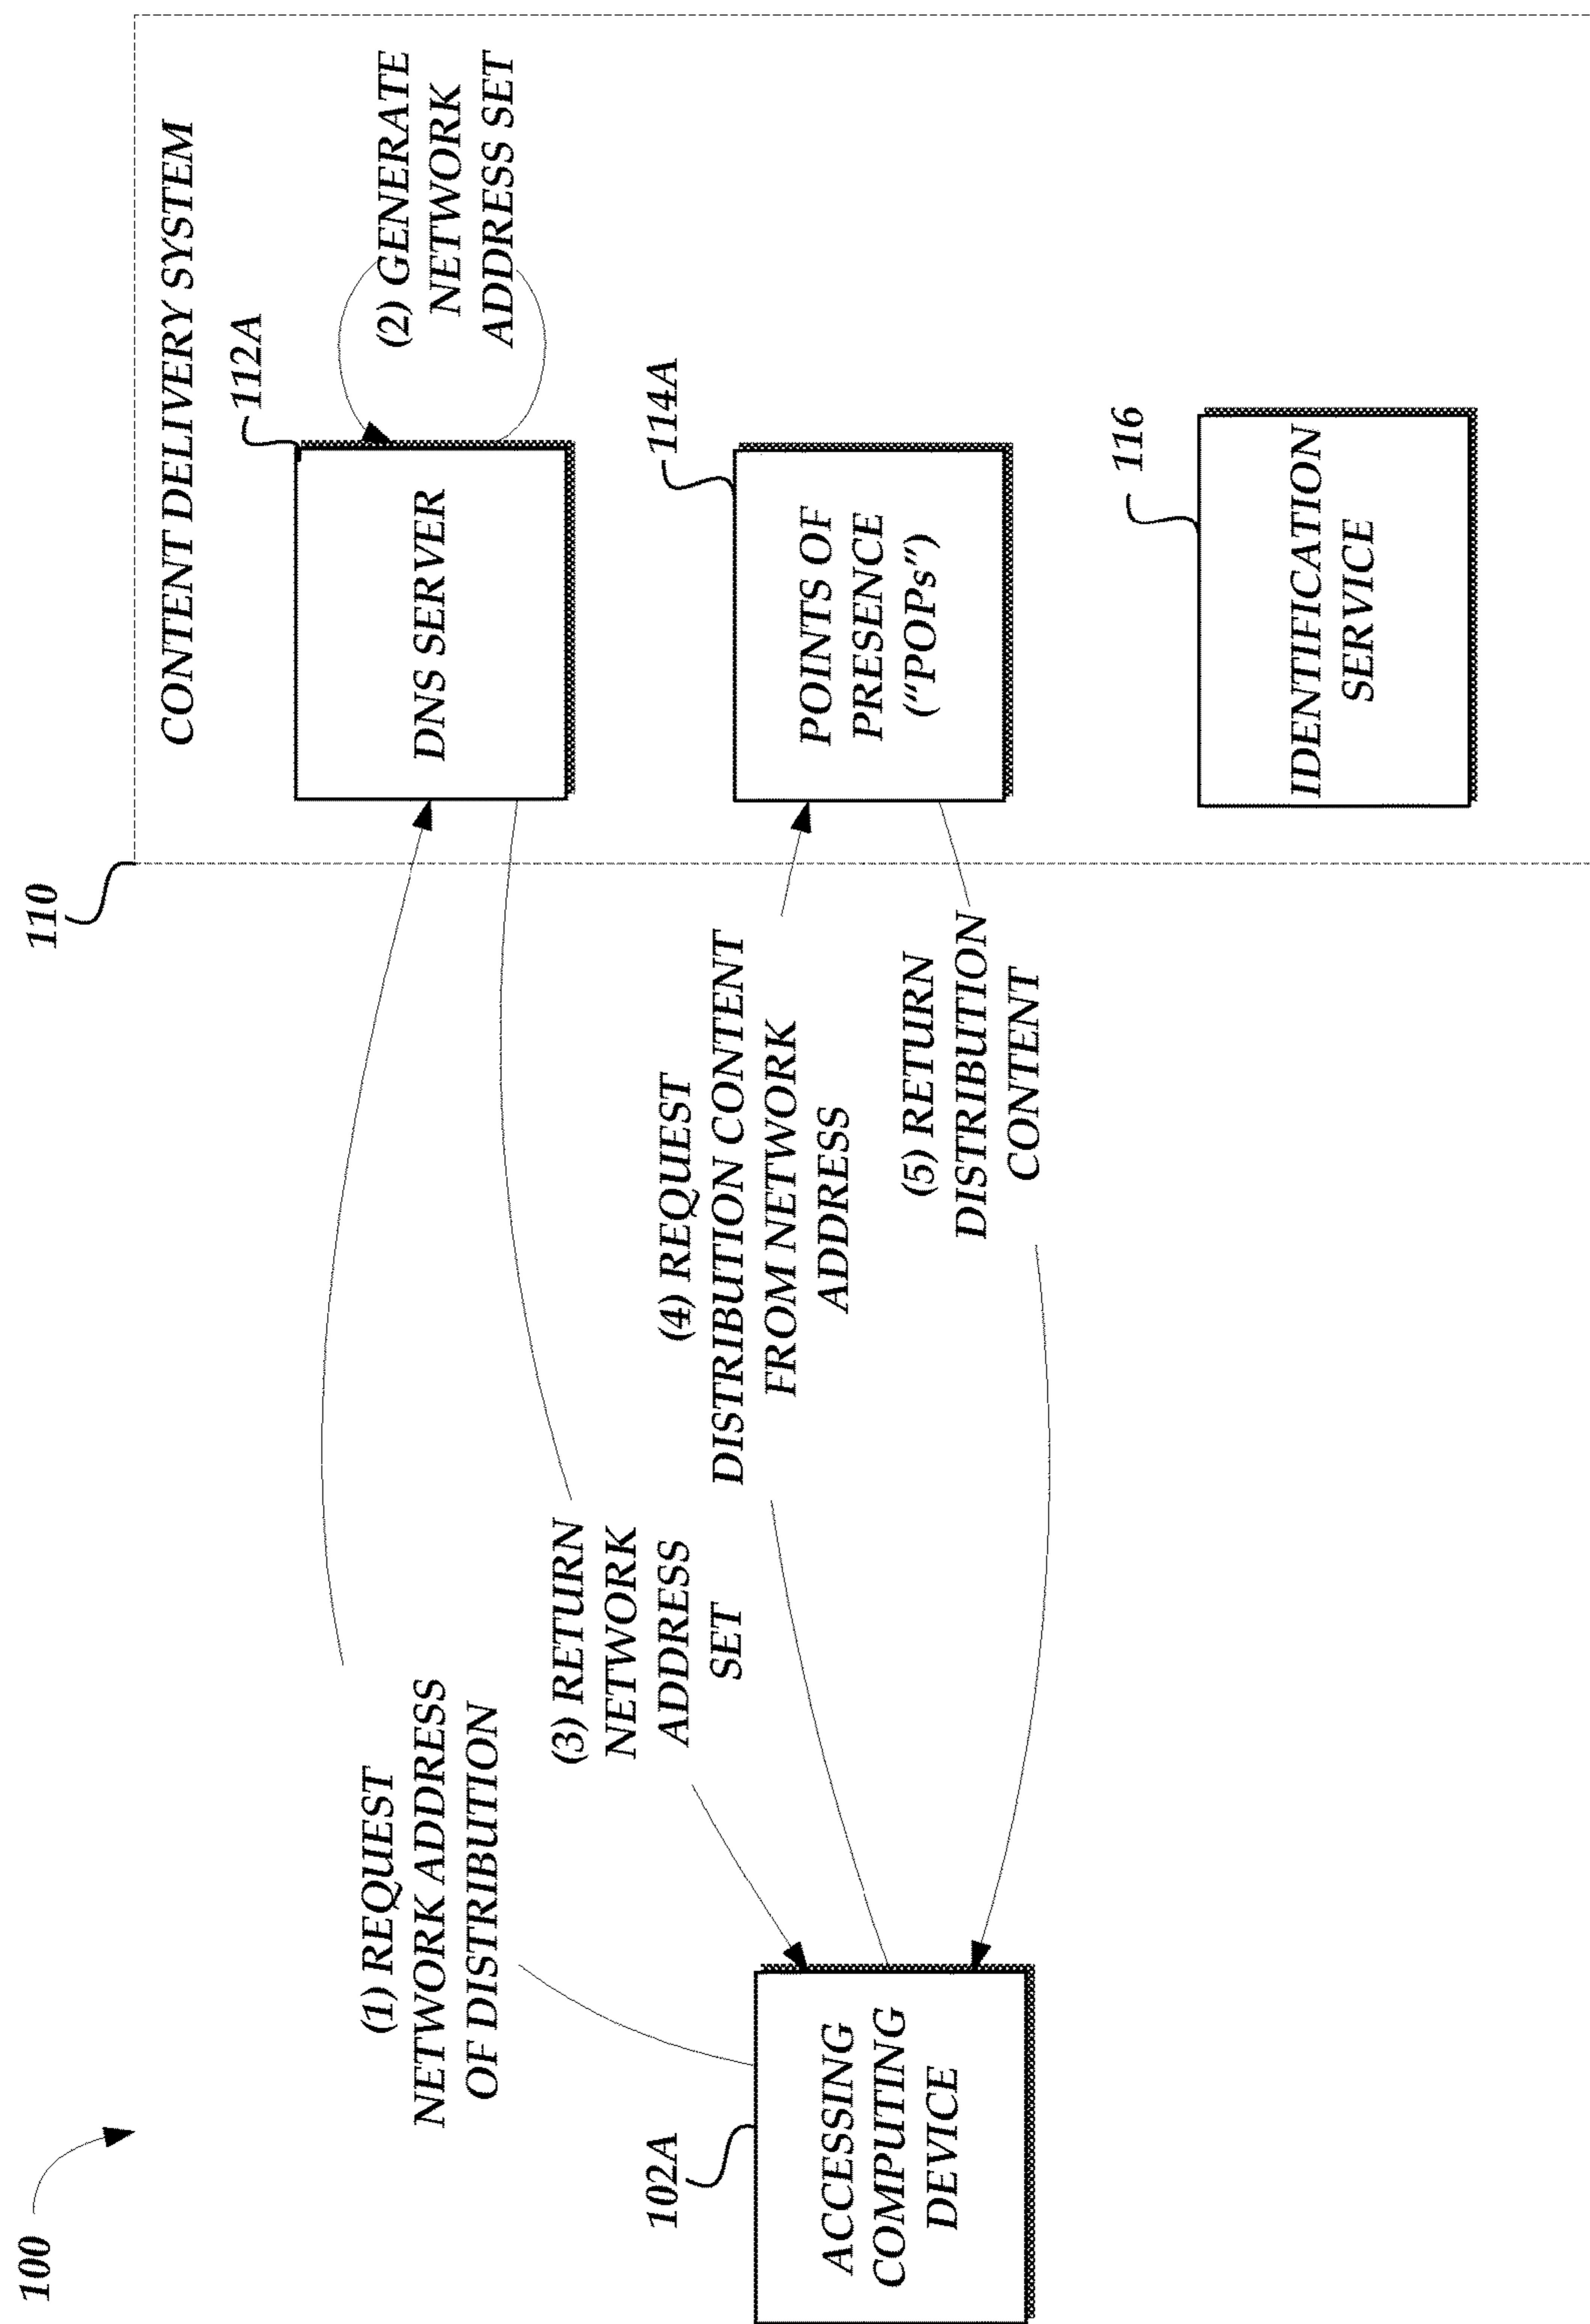 100
110
CONTENT DELIVERY SYSTEM
112A
(1) REQUEST
NETWORK ADDRESS
OF DISTRIBUTION
DNS SERVER
(2) GENERATE
NETWORK
ADDRESS SET
(3) RETURN
NETWORK
ADDRESS
SET
102A
ACCESSING
COMPUTING
DEVICE
(4) REQUEST
DISTRIBUTION CONTENT
FROM NETWORK
ADDRESS
114A
POINTS OF
PRESENCE
(“POPs”)
(5) RETURN
DISTRIBUTION
CONTENT
116
IDENTIFICATION
SERVICE